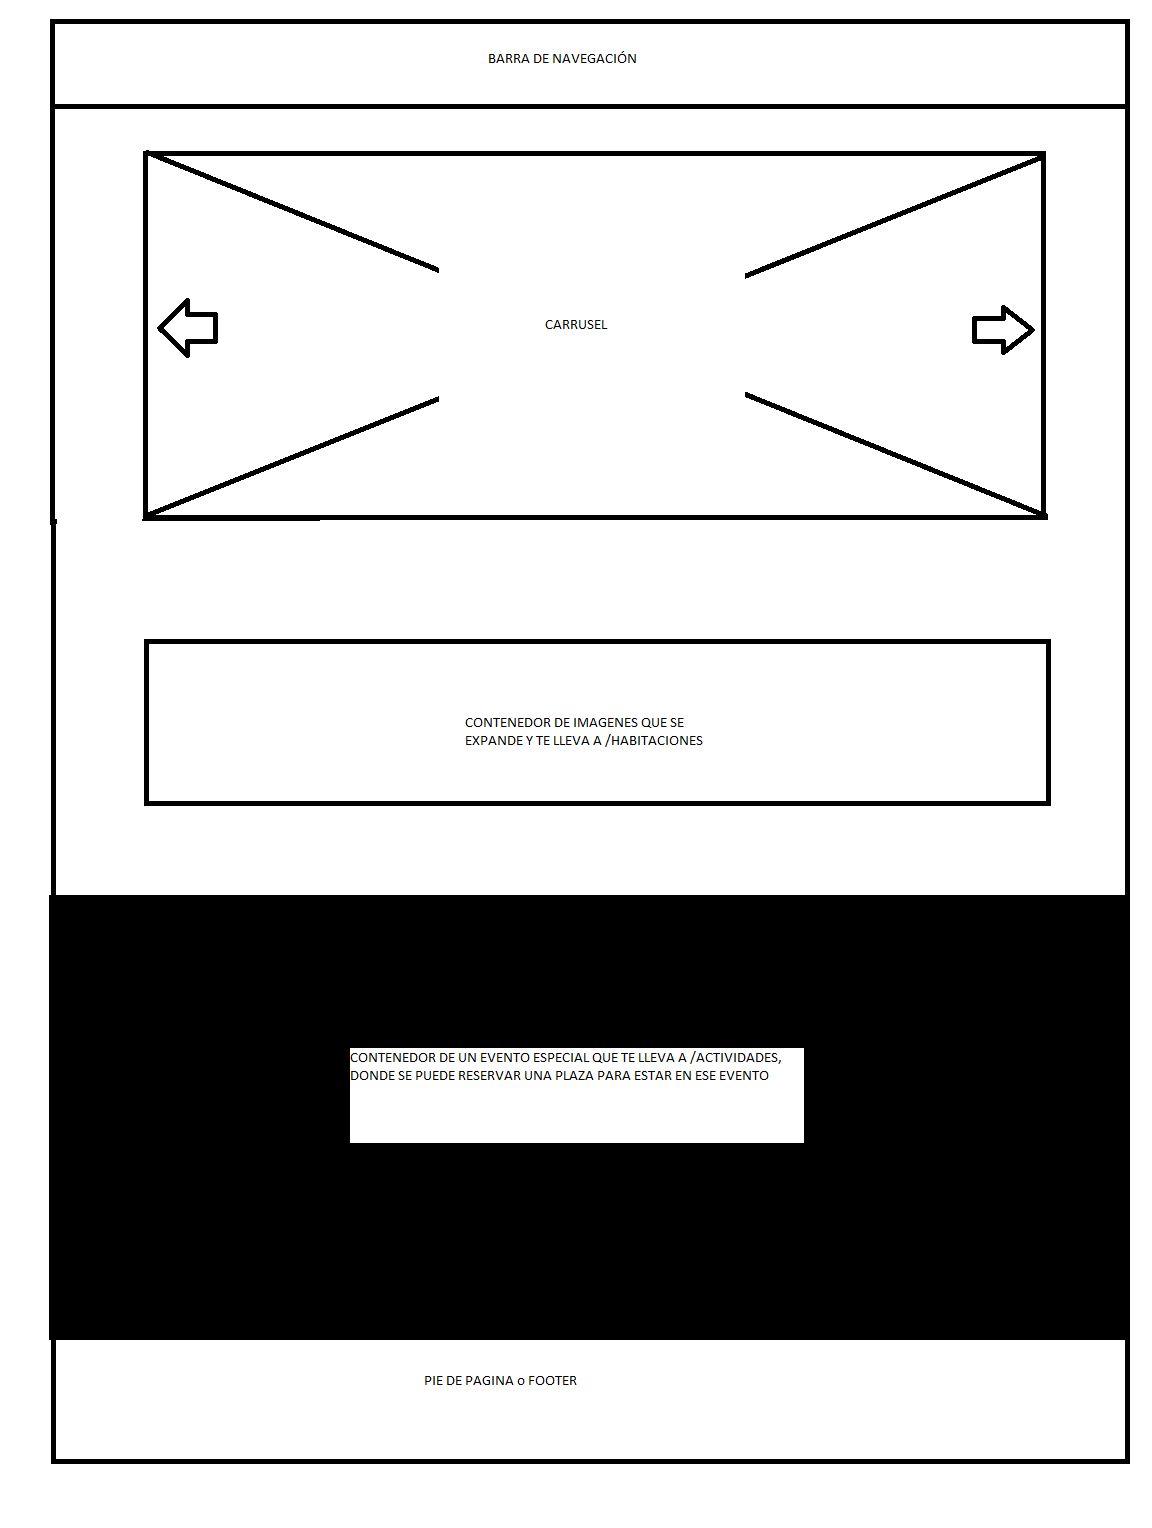 BARRA DE NAVEGACIÓN
CARRUSEL
CONTENEDOR DE IMAGENES QUE SE
EXPANDE Y TE LLEVA A /HABITACIONES
CONTENEDOR DE UN EVENTO ESPECIAL QUE TE LLEVA A /ACTIVIDADES,
DONDE SE PUEDE RESERVAR UNA PLAZA PARA ESTAR EN ESE EVENTO
PIE DE PAGINA o FOOTER